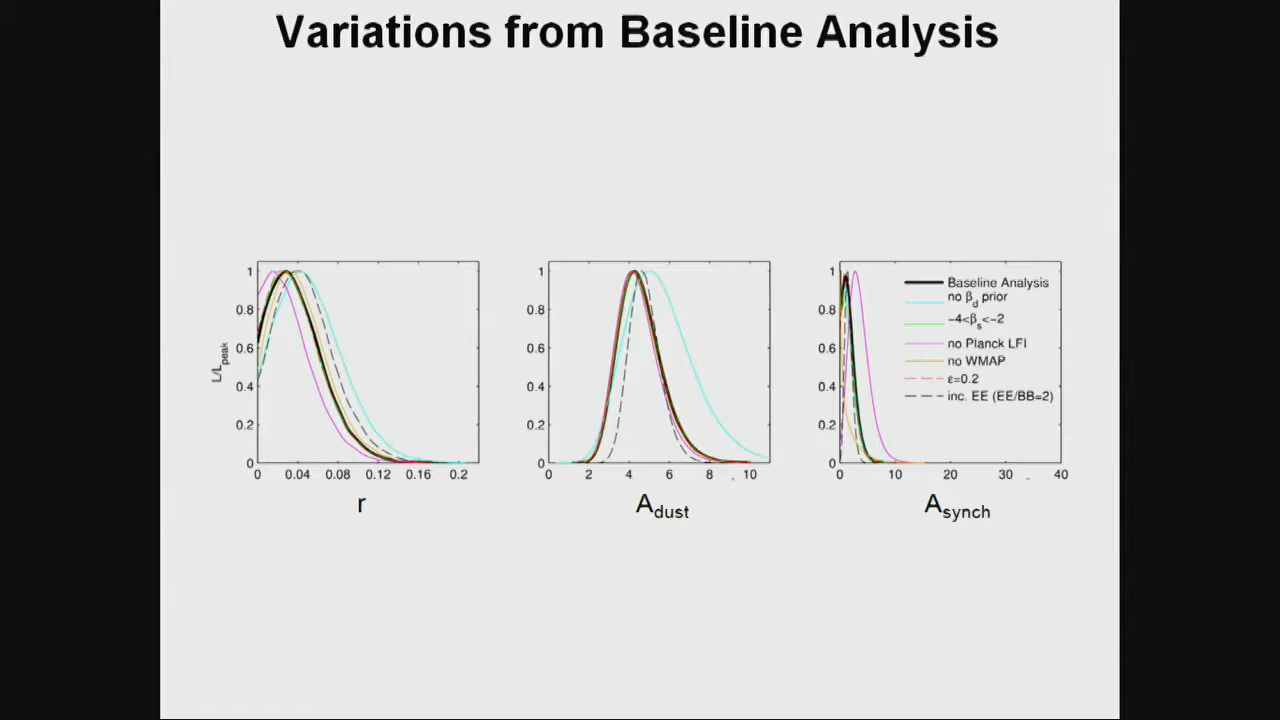 Variations from Baseline Analysis
L/L_peak
1
0.8
0.6
0.4
0.2
0
0 0.04 0.08 0.12 0.16 0.2
r
1
0.8
0.6
0.4
0.2
0
2 4 6 8 10
A_dust
1
0.8
0.6
0.4
0.2
0
0 10 20 30 40
A_synch
Baseline Analysis
no β_d prior
−4<β_s<−2
no Planck LFI
no WMAP
ε=0.2
inc. EE (EE/BB=2)